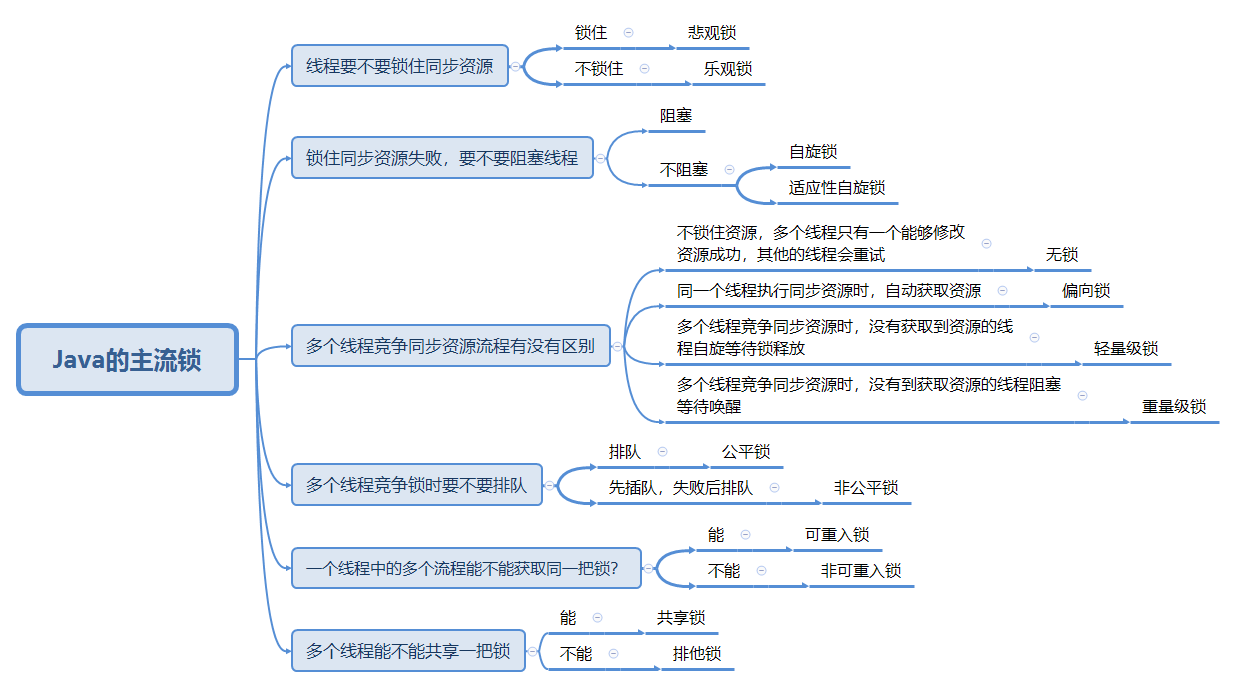 Java的主流锁
线程要不要锁住同步资源
锁住
悲观锁
不锁住
乐观锁
锁住同步资源失败，要不要阻塞线程
阻塞
不阻塞
自旋锁
适应性自旋锁
多个线程竞争同步资源流程有没有区别
不锁住资源，多个线程只有一个能够修改
资源成功，其他的线程会重试
无锁
同一个线程执行同步资源时，自动获取资源
偏向锁
多个线程竞争同步资源时，没有获取到资源的线
程自旋等待锁释放
轻量级锁
多个线程竞争同步资源时，没有到获取资源的线程阻塞
等待唤醒
重量级锁
多个线程竞争锁时要不要排队
排队
公平锁
先插队，失败后排队
非公平锁
一个线程中的多个流程能不能获取同一把锁？
能
可重入锁
不能
非可重入锁
多个线程能不能共享一把锁
能
共享锁
不能
排他锁